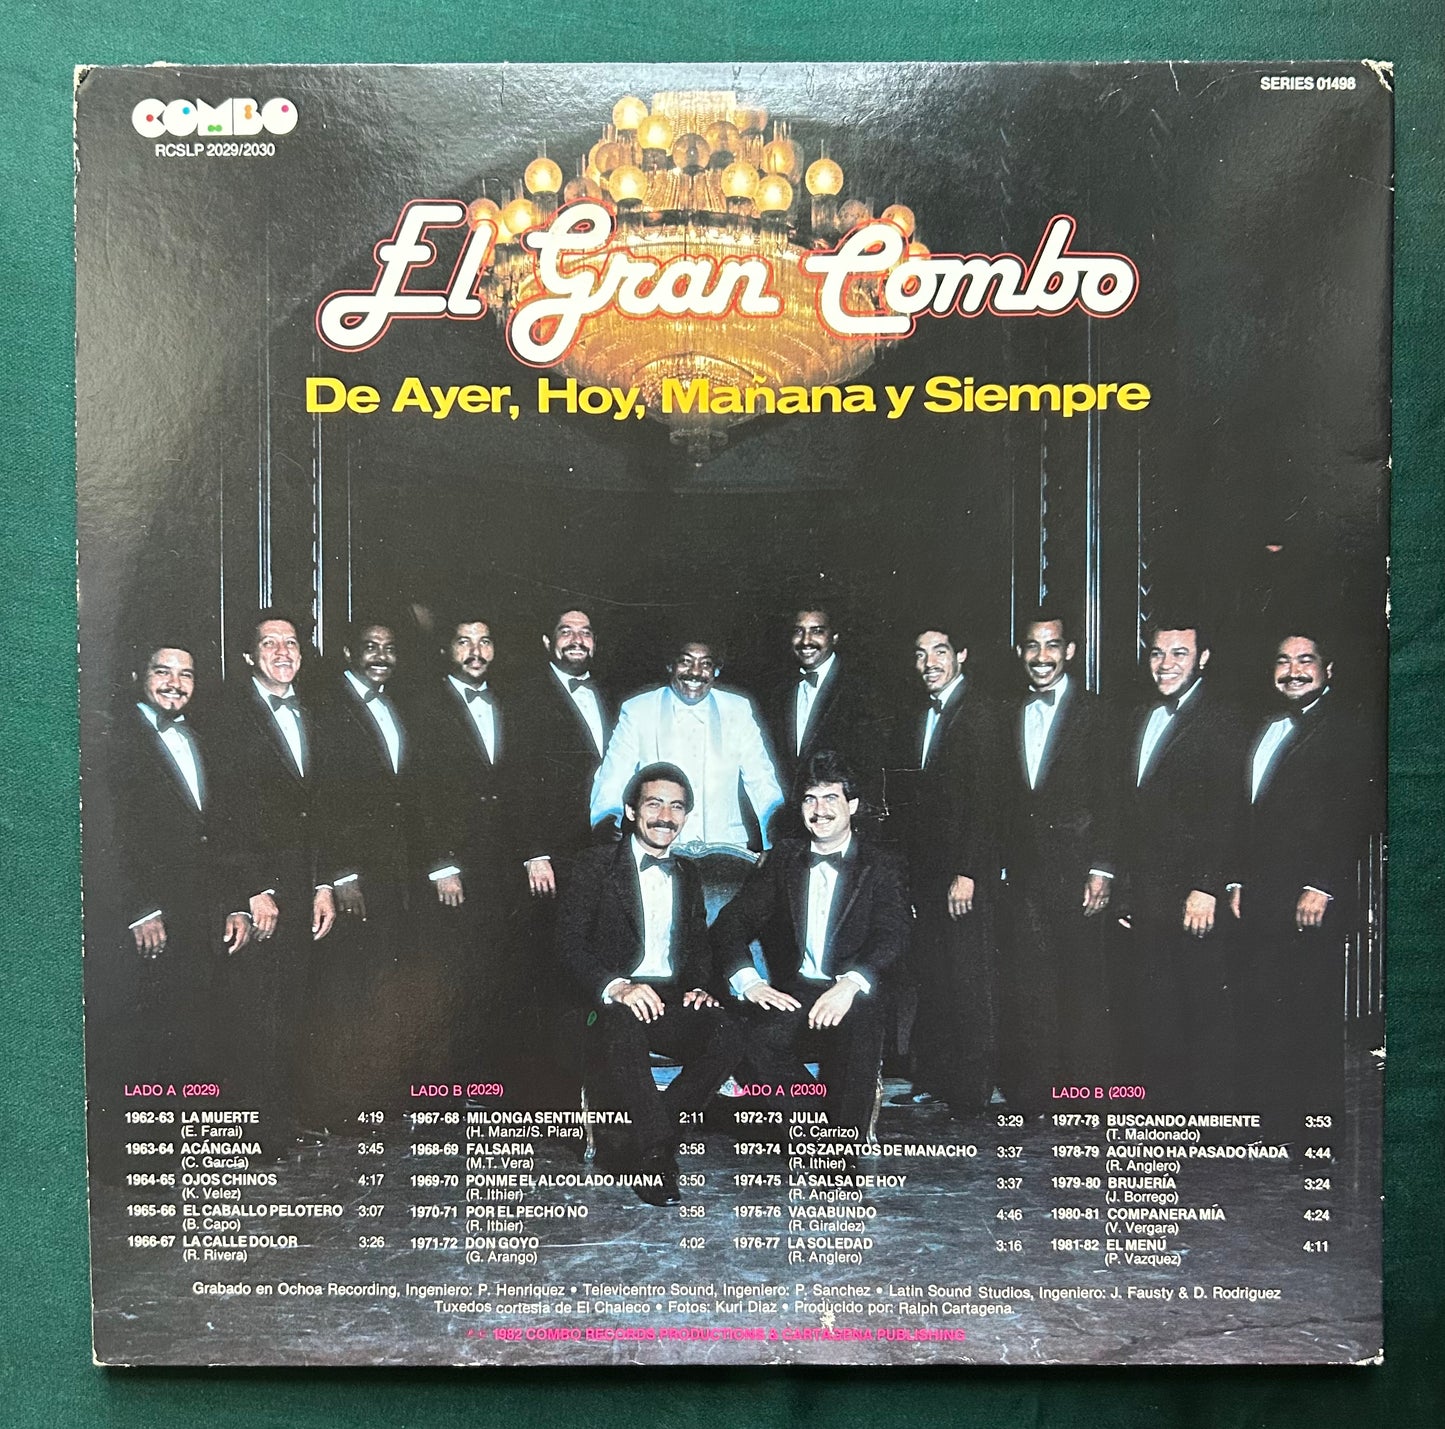 COMBO
RCSLP 2029/2030
SERIES 01498
El Gran Combo
De Ayer, Hoy, Mañana y Siempre
LADO A (2029)
1962-63 LA MUERTE 4:19
(E. Farrai)
1963-64 ACÁNGANA 3:45
(C. García)
1964-65 OJOS CHINOS 4:17
(K. Velez)
1965-66 EL CABALLO PELOTERO 3:07
(B. Capo)
1966-67 LA CALLE DOLOR 3:26
(R. Rivera)
LADO B (2029)
1967-68 MILONGA SENTIMENTAL 2:11
(H. Manzi/S. Piara)
1968-69 FALSARIA 3:58
(M.T. Vera)
1969-70 PONME EL ALCOLADO JUANA 3:50
(R. Ithier)
1970-71 POR EL PECHO NO 3:58
(R. Ithier)
1971-72 DON GOYO 4:02
(G. Arango)
LADO A (2030)
1972-73 JULIA 3:29
(C. Carrizo)
1973-74 LOS ZAPATOS DE MANACHO 3:37
(R. Ithier)
1974-75 LA SALSA DE HOY 3:37
(R. Anglero)
1975-76 VAGABUNDO 4:46
(R. Giraldez)
1976-77 LA SOLEDAD 3:16
(R. Anglero)
LADO B (2030)
1977-78 BUSCANDO AMBIENTE 3:53
(T. Maldonado)
1978-79 AQUÍ NO HA PASADO NADA 4:44
(R. Anglero)
1979-80 BRUJERÍA 3:24
(J. Borrego)
1980-81 COMPANERA MÍA 4:24
(V. Vergara)
1981-82 EL MENÚ 4:11
(P. Vazquez)
Grabado en Ochoa Recording, Ingeniero: P. Henriquez • Televicentro Sound, Ingeniero: P. Sanchez • Latin Sound Studios, Ingeniero: J. Fausty & D. Rodriguez
Tuxedos cortesia de El Chaleco • Fotos: Kuri Diaz • Producido por: Ralph Cartagena.
1982 COMBO RECORDS PRODUCTIONS & CARTAGENA PUBLISHING